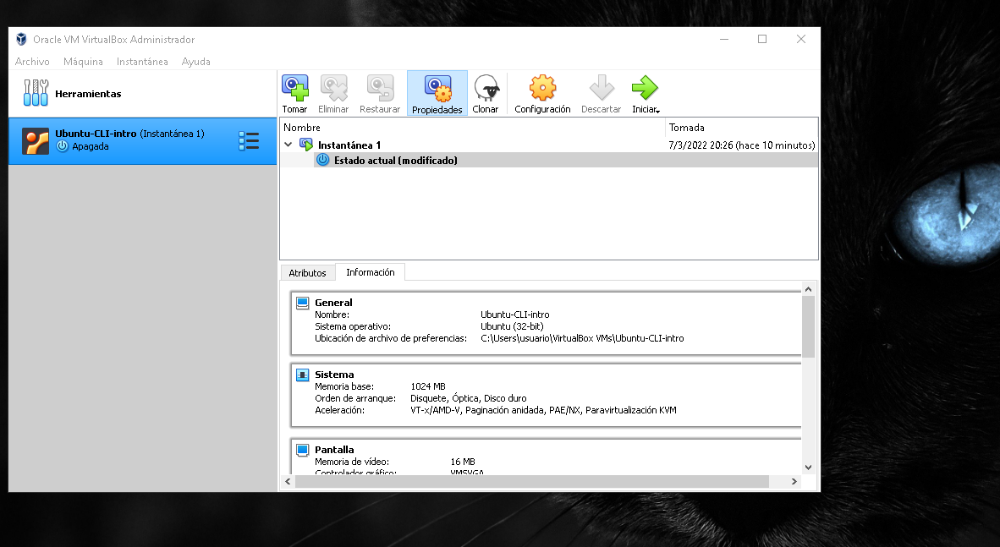 Oracle VM VirtualBox Administrador
Archivo Máquina Instantánea Ayuda
Herramientas
Tomar Eliminar Restaurar Propiedades Clonar Configuración Descartar Iniciar
Ubuntu-CLI-intro (Instantánea 1)
Apagada
Nombre Tomada
Instantánea 1 7/3/2022 20:26 (hace 10 minutos)
Estado actual (modificado)
Atributos Información
General
Nombre: Ubuntu-CLI-intro
Sistema operativo: Ubuntu (32-bit)
Ubicación de archivo de preferencias: C:\Users\usuario\VirtualBox VMs\Ubuntu-CLI-intro
Sistema
Memoria base: 1024 MB
Orden de arranque: Disquete, Óptica, Disco duro
Aceleración: VT-x/AMD-V, Paginación anidada, PAE/NX, Paravirtualización KVM
Pantalla
Memoria de vídeo: 16 MB
Controlador gráfico: VMSVGA